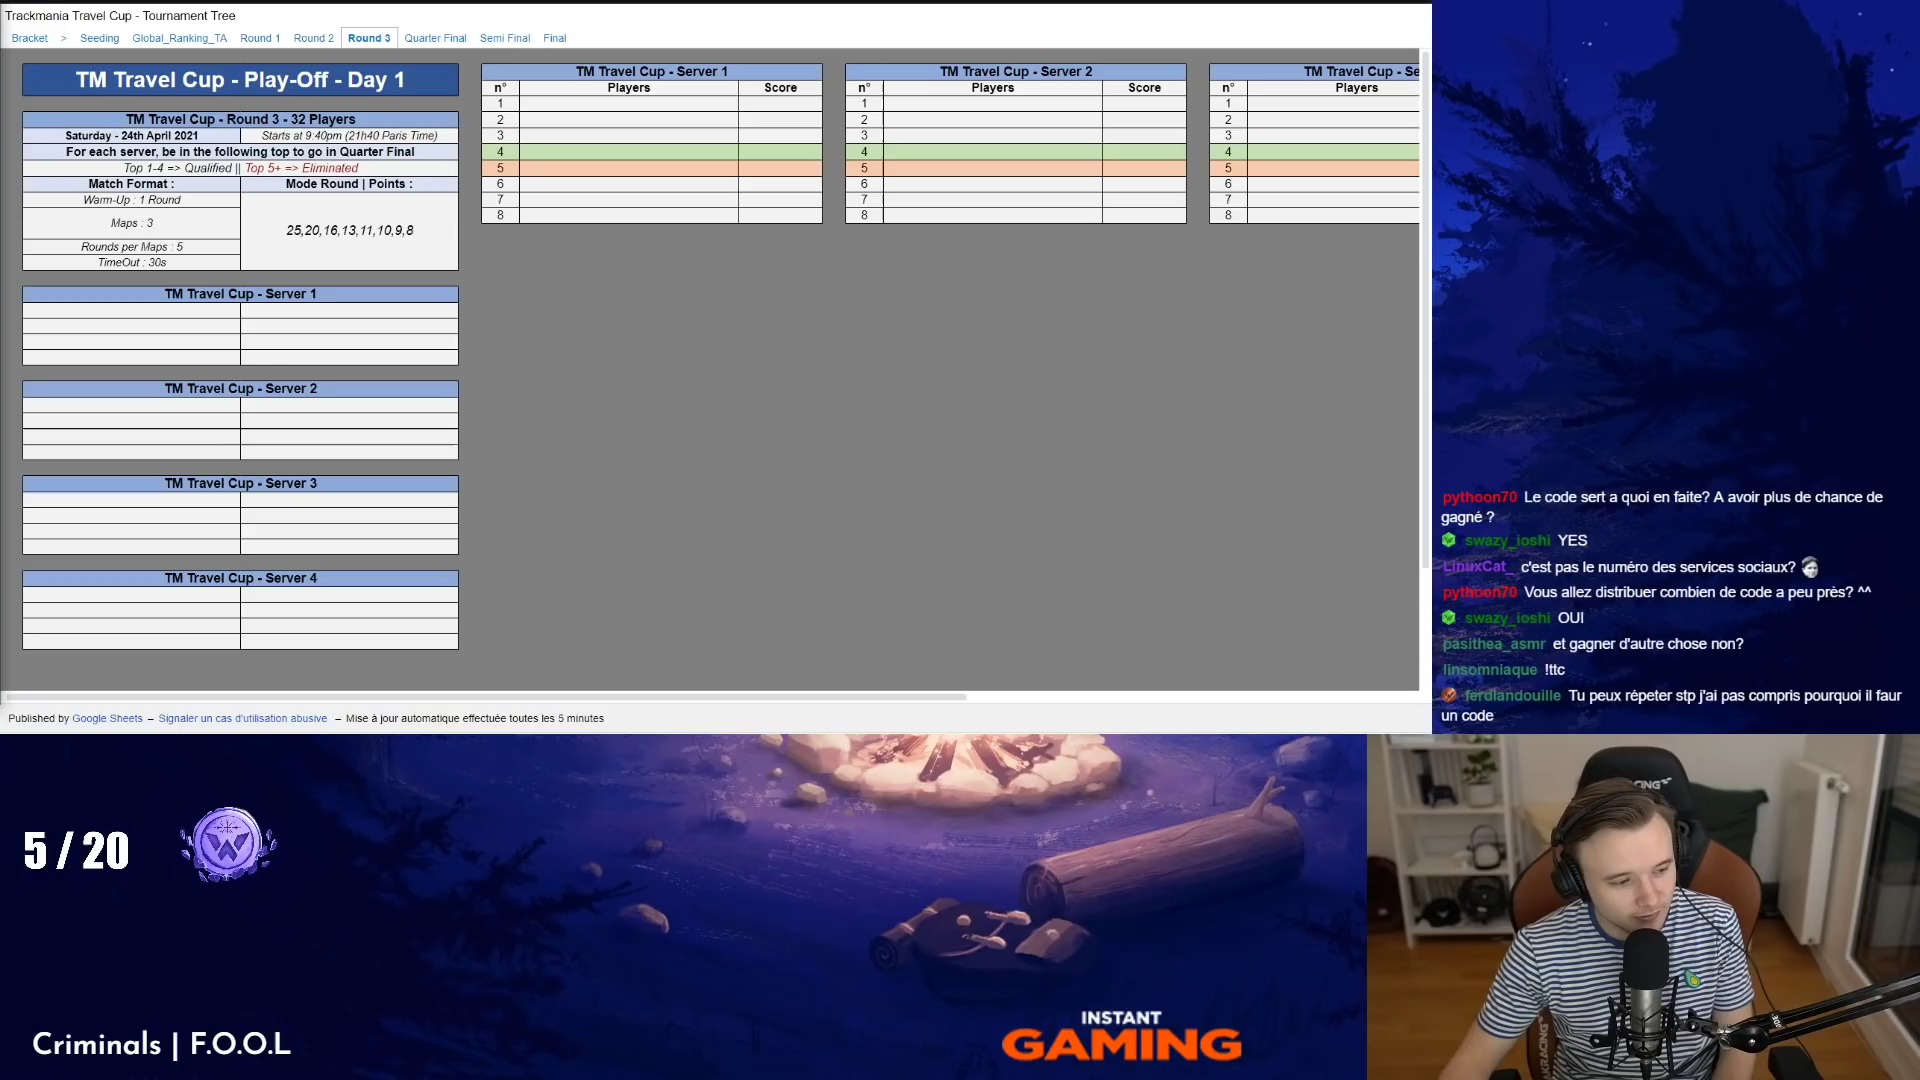 Trackmania Travel Cup - Tournament Tree
Bracket > Seeding Global_Ranking_TA Round 1 Round 2 Round 3 Quarter Final Semi Final Final
TM Travel Cup - Play-Off - Day 1
TM Travel Cup - Round 3 - 32 Players
Saturday - 24th April 2021 Starts at 9:40pm (21h40 Paris Time)
For each server, be in the following top to go in Quarter Final
Top 1-4 => Qualified || Top 5+ => Eliminated
Match Format : Mode Round | Points :
Warm-Up : 1 Round
Maps : 3
25,20,16,13,11,10,9,8
Rounds per Maps : 5
TimeOut : 30s
TM Travel Cup - Server 1
TM Travel Cup - Server 2
TM Travel Cup - Server 3
TM Travel Cup - Server 4
TM Travel Cup - Server 1
n° Players Score
1
2
3
4
5
6
7
8
TM Travel Cup - Server 2
n° Players Score
1
2
3
4
5
6
7
8
TM Travel Cup - Se
n° Players
1
2
3
4
5
6
7
8
Published by Google Sheets – Signaler un cas d'utilisation abusive – Mise à jour automatique effectuée toutes les 5 minutes
pythoon70 Le code sert a quoi en faite? A avoir plus de chance de
gagné ?
swazy_ioshi YES
LinuxCat_ c'est pas le numéro des services sociaux?
pythoon70 Vous allez distribuer combien de code a peu près? ^^
swazy_ioshi OUI
pasithea_asmr et gagner d'autre chose non?
linsomniaque !ttc
ferdlandouille Tu peux répeter stp j'ai pas compris pourquoi il faur
un code
5 / 20
Criminals | F.O.O.L
INSTANT
GAMING